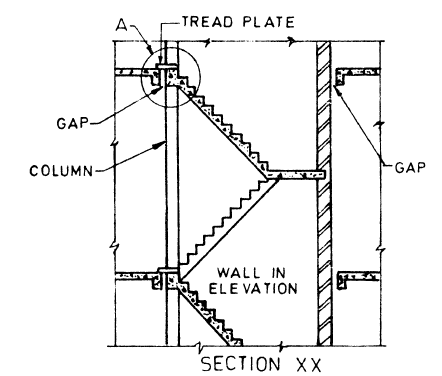 A
TREAD PLATE
GAP
COLUMN
GAP
WALL IN
ELEVATION
SECTION XX